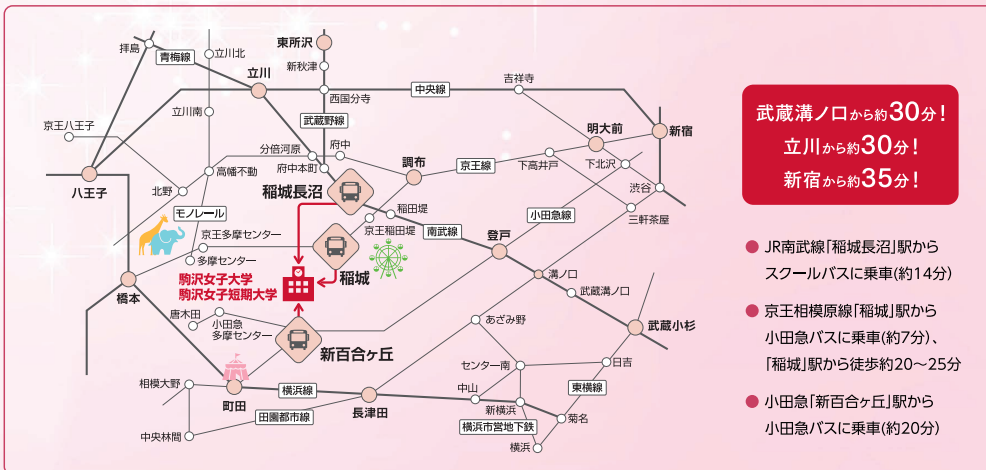 東所沢
拝島
立川北
青梅線
新秋津
立川
吉祥寺
中央線
西国分寺
立川南
武蔵野線
京王八王子
明大前
新宿
分倍河原
府中
府中本町
調布
京王線
下高井戸
下北沢
八王子
高幡不動
北野
稲城長沼
渋谷
モノレール
稲田堤
小田急線
三軒茶屋
京王多摩センター
京王稲田堤
南武線
登戸
多摩センター
稲城
駒沢女子大学
駒沢女子短期大学
溝ノ口
橋本
武蔵溝ノ口
唐木田
小田急
多摩センター
あざみ野
武蔵小杉
新百合ヶ丘
センター南
日吉
相模大野
横浜線
中山
東横線
町田
長津田
新横浜
田園都市線
菊名
横浜市営地下鉄
中央林間
横浜
武蔵溝ノ口から約30分!
立川から約30分!
新宿から約35分!
● JR南武線「稲城長沼」駅から
スクールバスに乗車(約14分)
● 京王相模原線「稲城」駅から
小田急バスに乗車(約7分)、
「稲城」駅から徒歩約20〜25分
● 小田急「新百合ヶ丘」駅から
小田急バスに乗車(約20分)